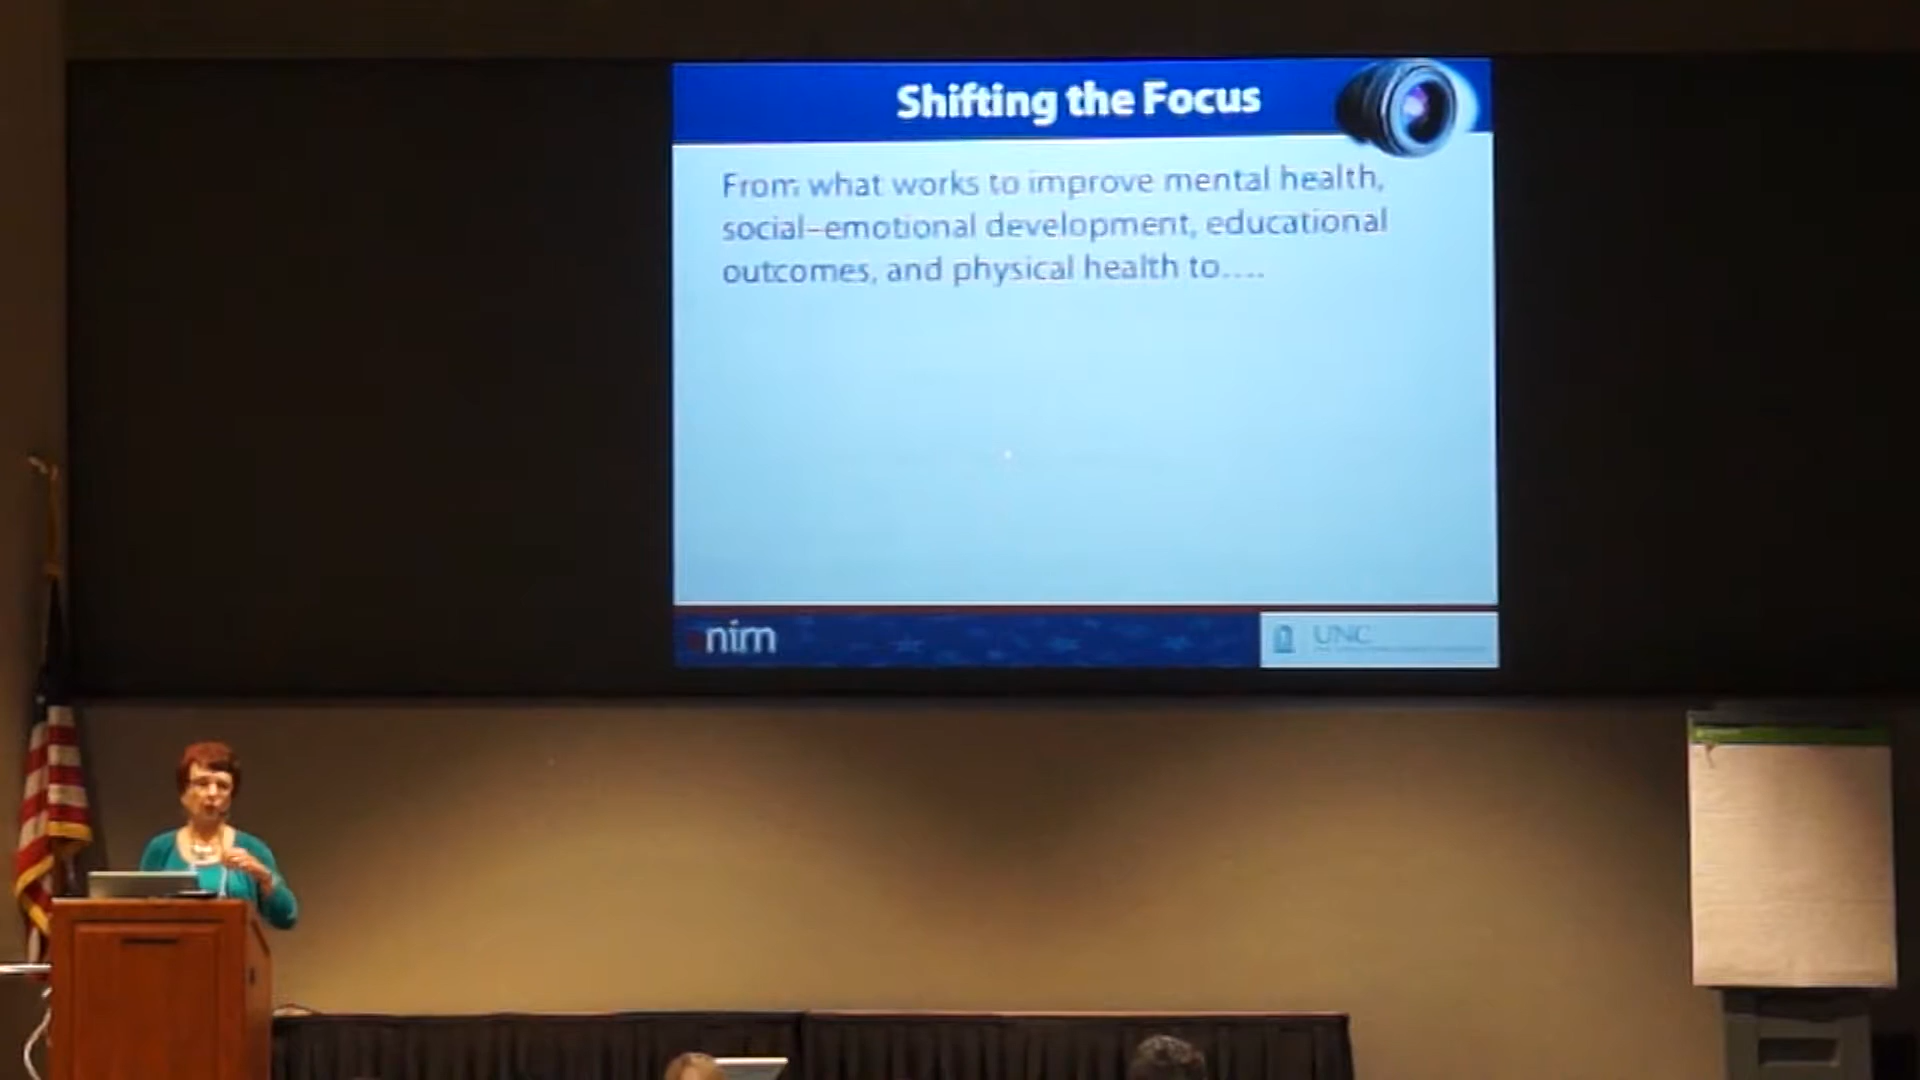 Shifting the Focus
From what works to improve mental health,
social-emotional development, educational
outcomes, and physical health to....
nirn
UNC